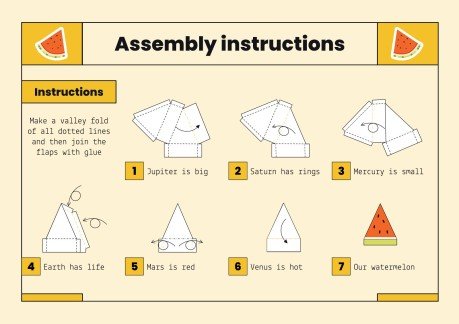 Assembly instructions
Instructions
Make a valley fold
of all dotted lines
and then join the
flaps with glue
1 Jupiter is big
2 Saturn has rings
3 Mercury is small
4 Earth has life
5 Mars is red
6 Venus is hot
7 Our watermelon